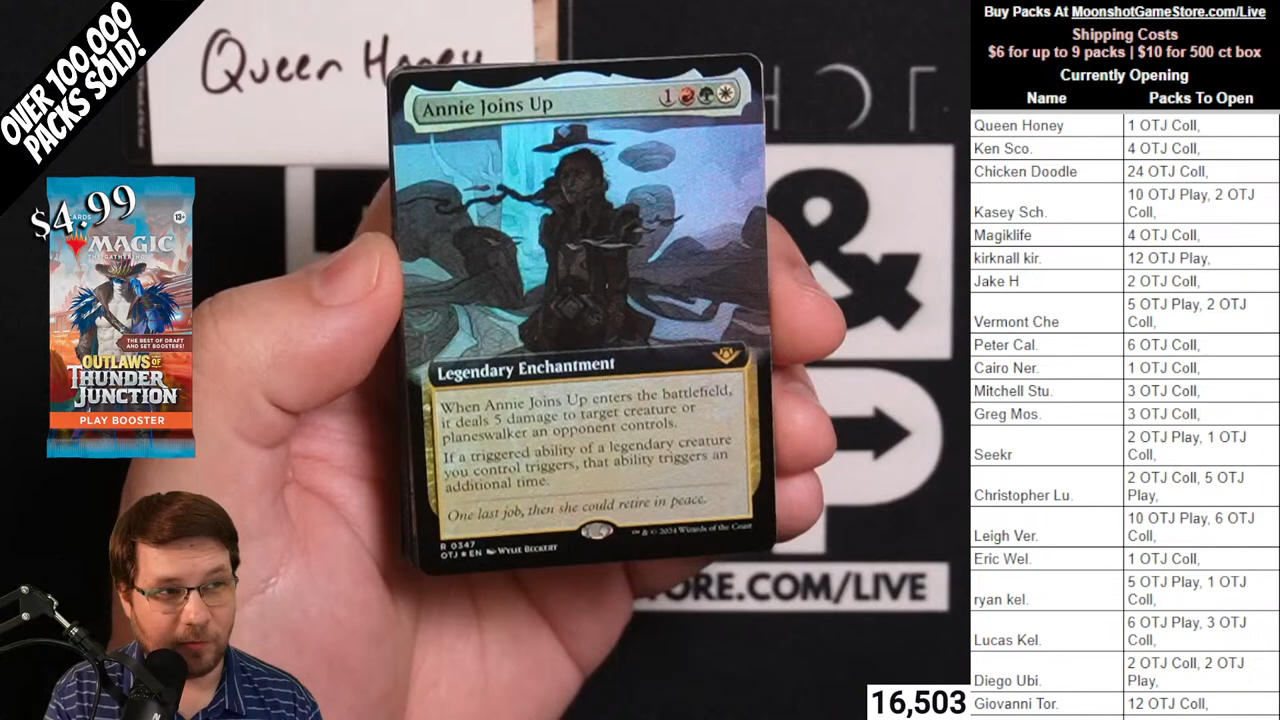 OVER 100,000
PACKS SOLD!
$4.99
CARDS
13+
MAGIC
THE GATHERING
THE BEST OF DRAFT
AND SET BOOSTERS!
OUTLAWS OF
THUNDER
JUNCTION
PLAY BOOSTER
Queen Honey
Annie Joins Up
1
Legendary Enchantment
When Annie Joins Up enters the battlefield,
it deals 5 damage to target creature or
planeswalker an opponent controls.
If a triggered ability of a legendary creature
you control triggers, that ability triggers an
additional time.
One last job, then she could retire in peace.
R 0347
OTJ ★ EN WYLIE BECKERT
™ & © 2024 Wizards of the Coast
&
ORE.COM/LIVE
16,503
Buy Packs At MoonshotGameStore.com/Live
Shipping Costs
$6 for up to 9 packs | $10 for 500 ct box
Currently Opening
Name Packs To Open
Queen Honey 1 OTJ Coll,
Ken Sco. 4 OTJ Coll,
Chicken Doodle 24 OTJ Coll,
Kasey Sch. 10 OTJ Play, 2 OTJ
Coll,
Magiklife 4 OTJ Coll,
kirknall kir. 12 OTJ Play,
Jake H 2 OTJ Coll,
Vermont Che 5 OTJ Play, 2 OTJ
Coll,
Peter Cal. 6 OTJ Coll,
Cairo Ner. 1 OTJ Coll,
Mitchell Stu. 3 OTJ Coll,
Greg Mos. 3 OTJ Coll,
Seekr 2 OTJ Play, 1 OTJ
Coll,
Christopher Lu. 2 OTJ Coll, 5 OTJ
Play,
Leigh Ver. 10 OTJ Play, 6 OTJ
Coll,
Eric Wel. 1 OTJ Coll,
ryan kel. 5 OTJ Play, 1 OTJ
Coll,
Lucas Kel. 6 OTJ Play, 3 OTJ
Coll,
Diego Ubi. 2 OTJ Coll, 2 OTJ
Play,
Giovanni Tor. 12 OTJ Coll,